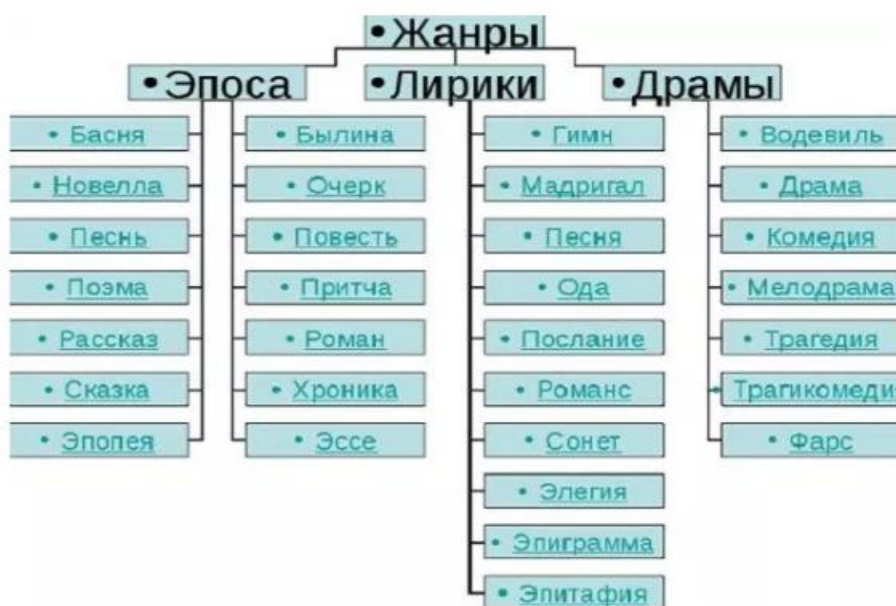 • Жанры
• Эпоса
• Лирики
• Драмы
• Басня
• Новелла
• Песнь
• Поэма
• Рассказ
• Сказка
• Эпопея
• Былина
• Очерк
• Повесть
• Притча
• Роман
• Хроника
• Эссе
• Гимн
• Мадригал
• Песня
• Ода
• Послание
• Романс
• Сонет
• Элегия
• Эпиграмма
• Эпитафия
• Водевиль
• Драма
• Комедия
• Мелодрама
• Трагедия
• Трагикомеди
• Фарс